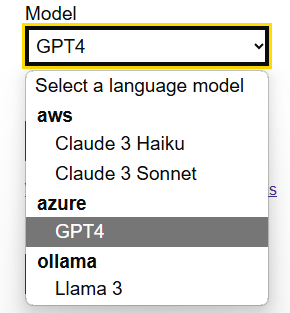 Model
GPT4
Select a language model
aws
Claude 3 Haiku
Claude 3 Sonnet
azure
s
GPT4
ollama
Llama 3